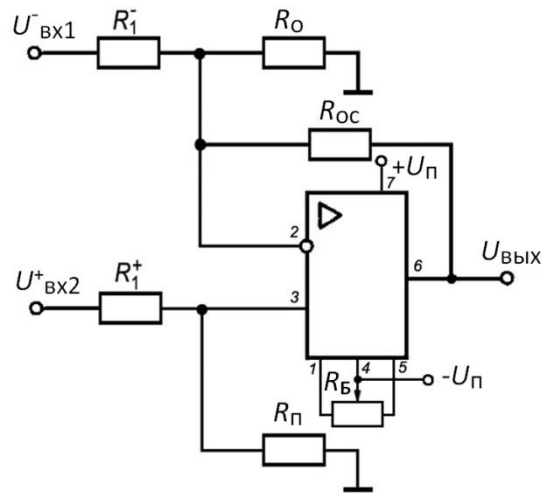 U⁻вх1 R₁⁻ Rо
Rос
+Uп
7
2
6 Uвых
U⁺вх2 R₁⁺ 3
1 4 5
Rб -Uп
Rп